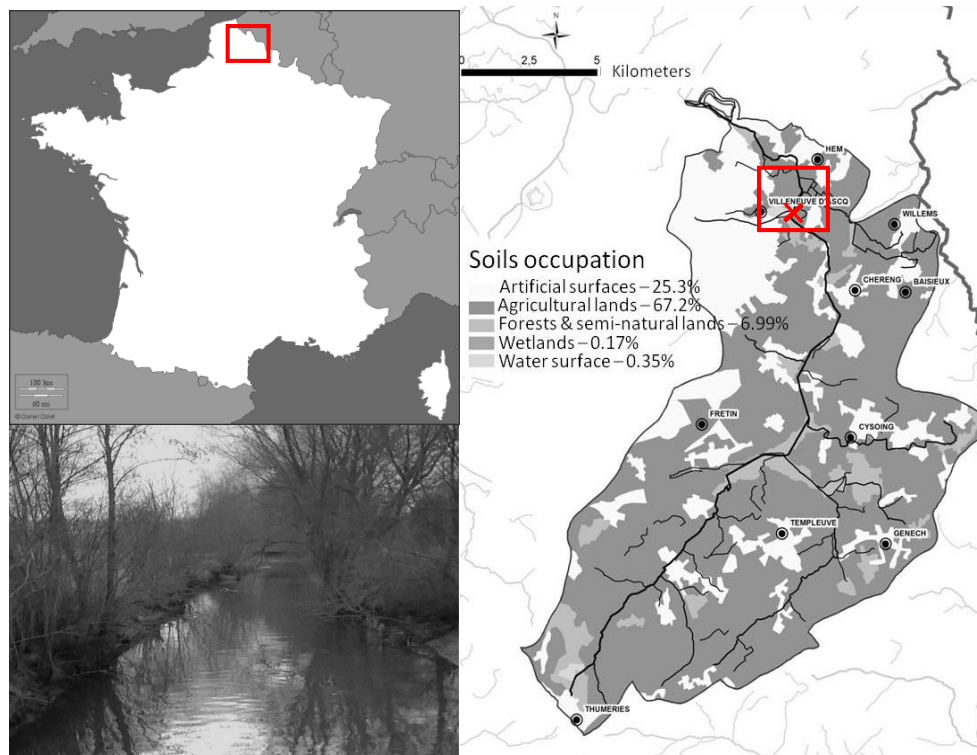 100 km
60 mi
© Daniel Dalet
N
0
2,5
5
Kilometers
HEM
VILLENEUVE D'ASCQ
WILLEMS
CHERENG
BAISIEUX
Soils occupation
Artificial surfaces – 25.3%
Agricultural lands – 67.2%
Forests & semi-natural lands – 6.99%
Wetlands – 0.17%
Water surface – 0.35%
FRETIN
CYSOING
TEMPLEUVE
GENECH
THUMERIES